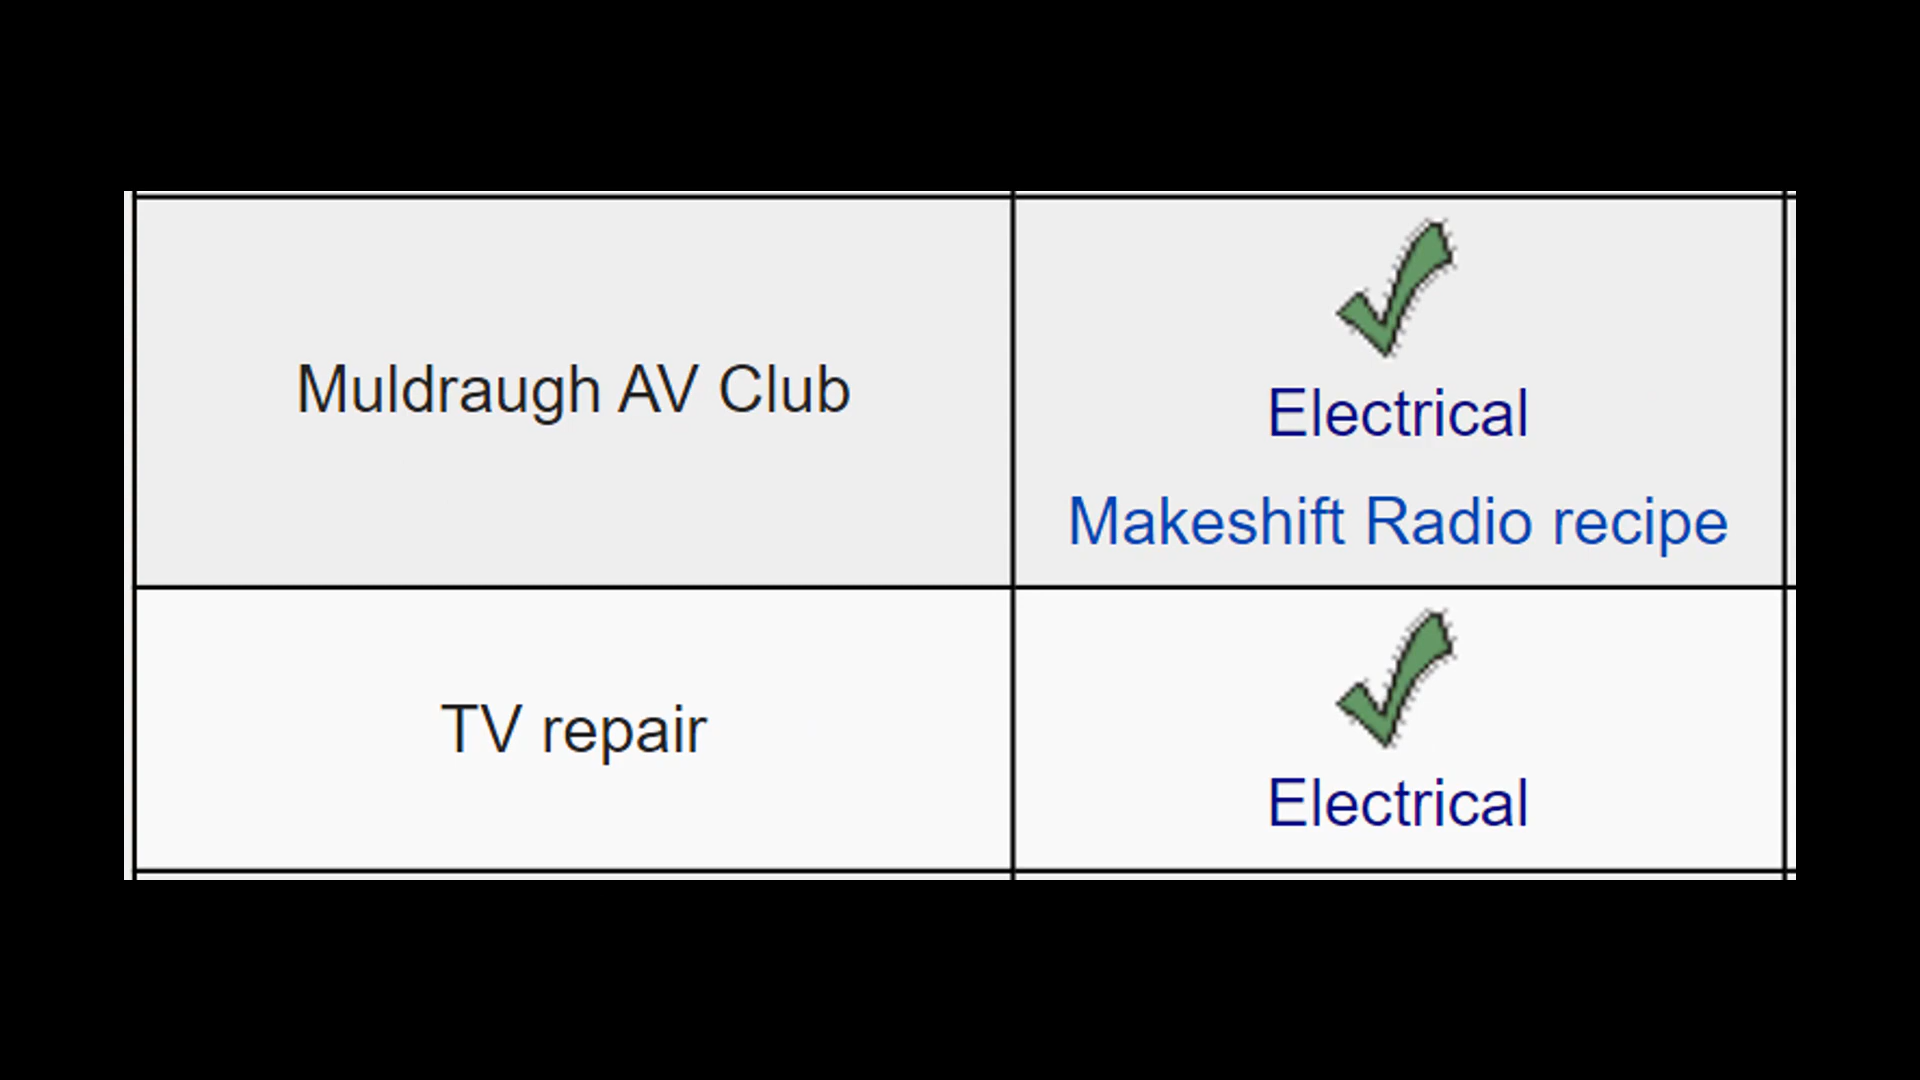 Muldraugh AV Club
Electrical
Makeshift Radio recipe
TV repair
Electrical